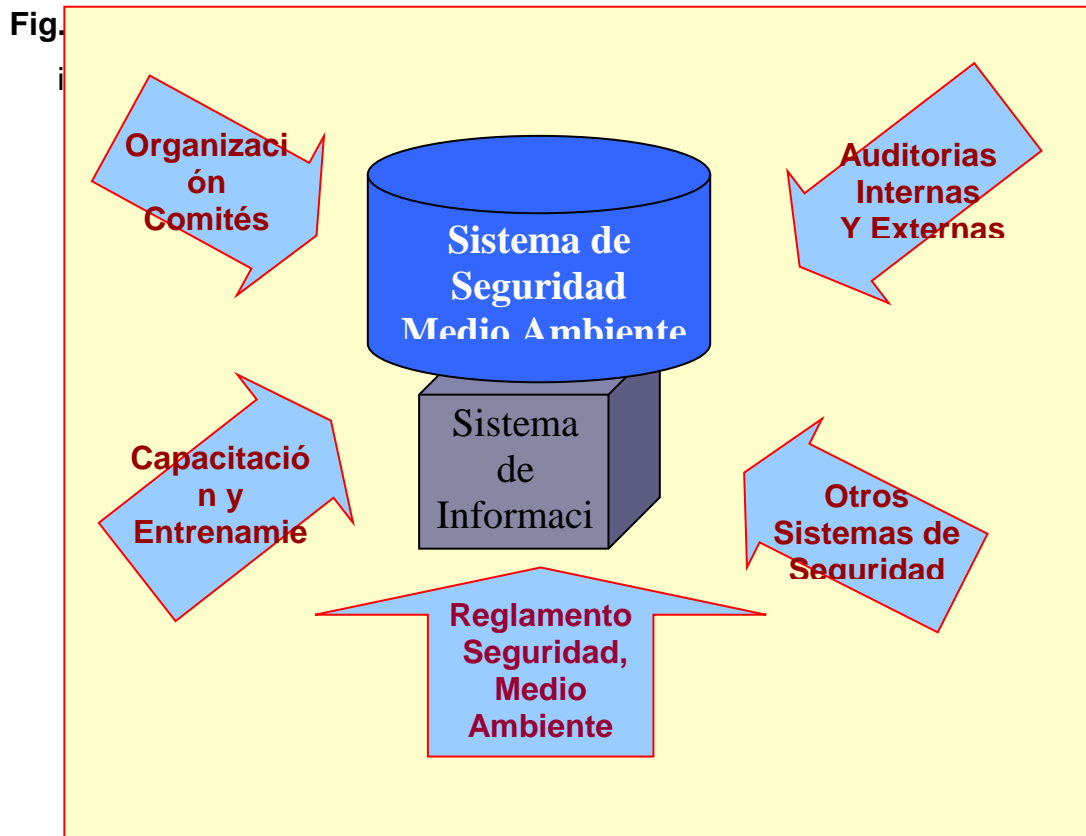 Fig.
i
Organizaci
ón
Comités
Auditorias
Internas
Y Externas
Sistema de
Seguridad
Medio Ambiente
Sistema
de
Informaci
Capacitació
n y
Entrenamie
Otros
Sistemas de
Seguridad
Reglamento
Seguridad,
Medio
Ambiente